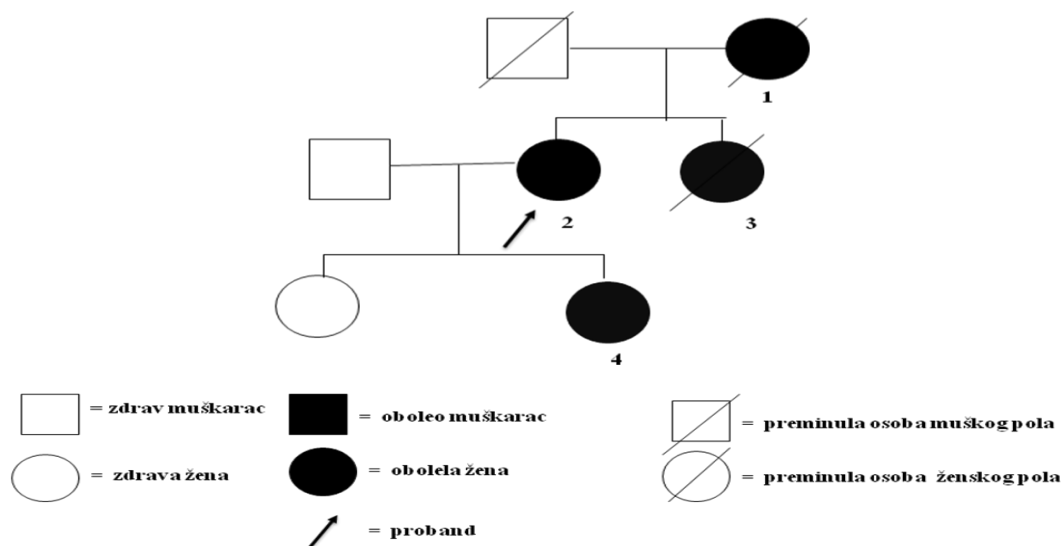 1
2
3
4
= zdrav muškarac
= oboleo muškarac
= preminula osoba muškog pola
= zdrava žena
= obolela žena
= preminula osoba ženskog pola
= proband